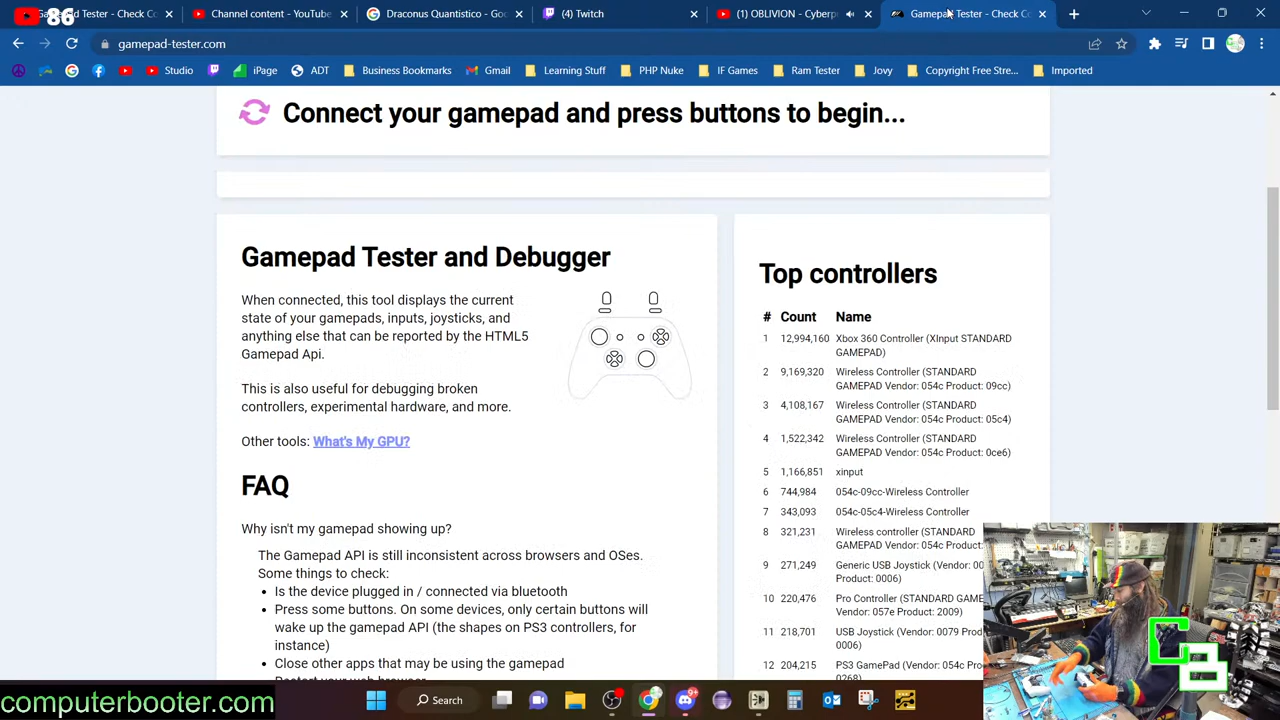 86
Gamepad Tester - Check Co
Channel content - YouTube
Draconus Quantistico - Goo
(4) Twitch
(1) OBLIVION - Cyberp
Gamepad Tester - Check Co
gamepad-tester.com
Studio
iPage
ADT
Business Bookmarks
Gmail
Learning Stuff
PHP Nuke
IF Games
Ram Tester
Jovy
Copyright Free Stre...
Imported
Connect your gamepad and press buttons to begin...
Gamepad Tester and Debugger
When connected, this tool displays the current
state of your gamepads, inputs, joysticks, and
anything else that can be reported by the HTML5
Gamepad Api.
This is also useful for debugging broken
controllers, experimental hardware, and more.
Other tools: What's My GPU?
FAQ
Why isn't my gamepad showing up?
The Gamepad API is still inconsistent across browsers and OSes.
Some things to check:
• Is the device plugged in / connected via bluetooth
• Press some buttons. On some devices, only certain buttons will
wake up the gamepad API (the shapes on PS3 controllers, for
instance)
• Close other apps that may be using the gamepad
Top controllers
# Count Name
1 12,994,160 Xbox 360 Controller (XInput STANDARD
GAMEPAD)
2 9,169,320 Wireless Controller (STANDARD
GAMEPAD Vendor: 054c Product: 09cc)
3 4,108,167 Wireless Controller (STANDARD
GAMEPAD Vendor: 054c Product: 05c4)
4 1,522,342 Wireless Controller (STANDARD
GAMEPAD Vendor: 054c Product: 0ce6)
5 1,166,851 xinput
6 744,984 054c-09cc-Wireless Controller
7 343,093 054c-05c4-Wireless Controller
8 321,231 Wireless controller (STANDARD
GAMEPAD Vendor: 054c Product:
9 271,249 Generic USB Joystick (Vendor: 00
Product: 0006)
10 220,476 Pro Controller (STANDARD GAME
Vendor: 057e Product: 2009)
11 218,701 USB Joystick (Vendor: 0079 Prod
0006)
12 204,215 PS3 GamePad (Vendor: 054c Pro
CB
computerbooter.com
Search
9+